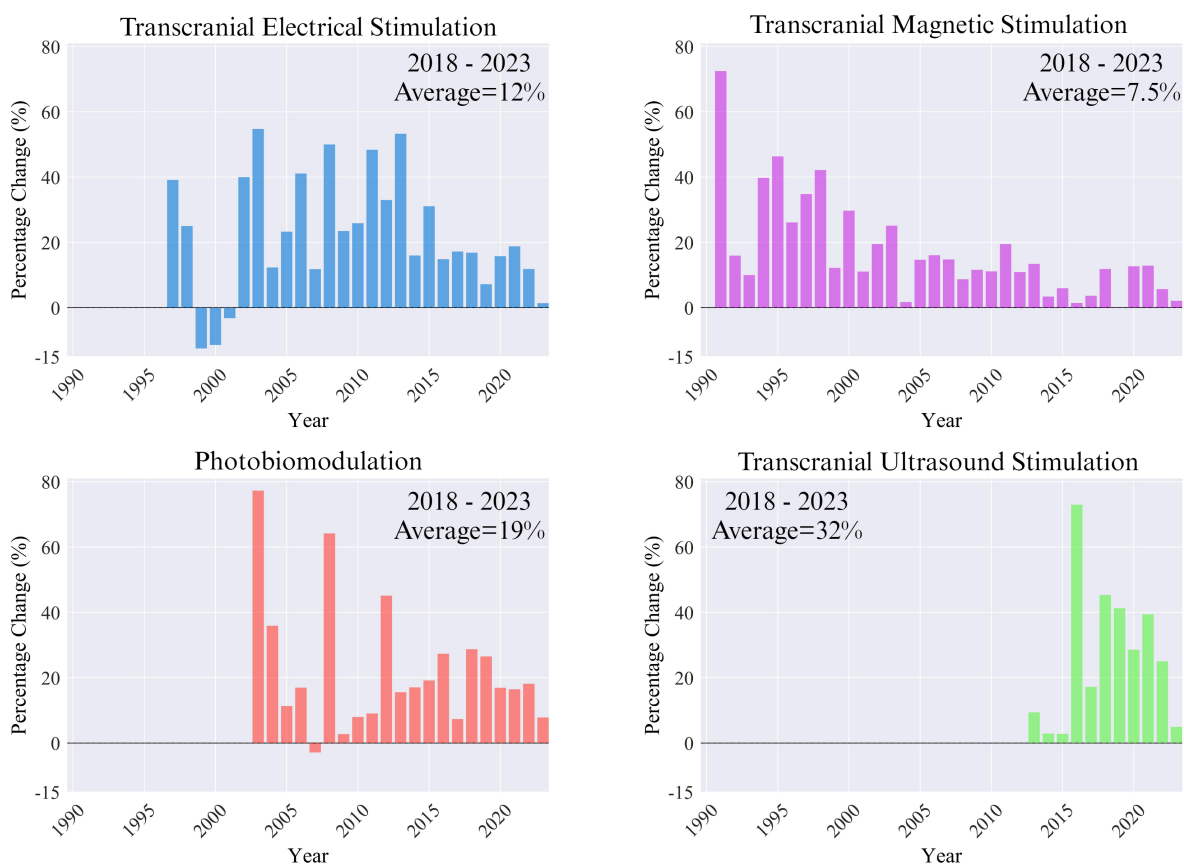 Transcranial Electrical Stimulation
2018 - 2023
Average=12%
Percentage Change (%)
80
60
40
20
0
-15
1990
1995
2000
2005
2010
2015
2020
Year
Transcranial Magnetic Stimulation
2018 - 2023
Average=7.5%
Percentage Change (%)
80
60
40
20
0
-15
1990
1995
2000
2005
2010
2015
2020
Year
Photobiomodulation
2018 - 2023
Average=19%
Percentage Change (%)
80
60
40
20
0
-15
1990
1995
2000
2005
2010
2015
2020
Year
Transcranial Ultrasound Stimulation
2018 - 2023
Average=32%
Percentage Change (%)
80
60
40
20
0
-15
1990
1995
2000
2005
2010
2015
2020
Year